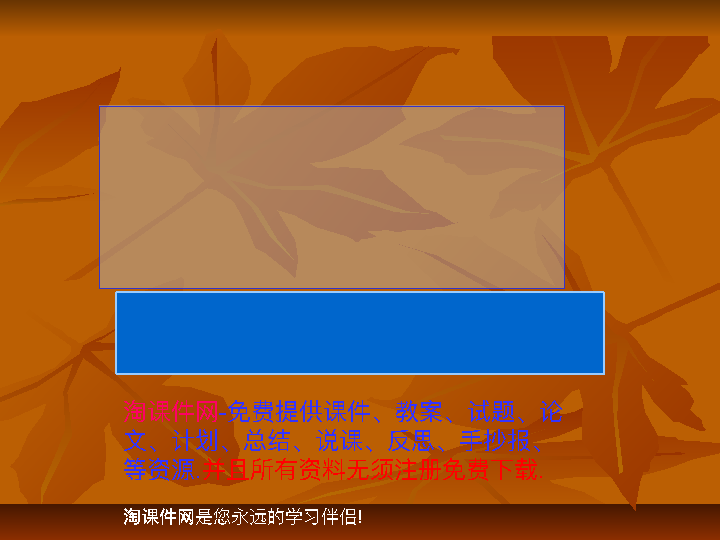 淘课件网-免费提供课件、教案、试题、论
文、计划、总结、说课、反思、手抄报、
等资源.并且所有资料无须注册免费下载.
淘课件网是您永远的学习伴侣!